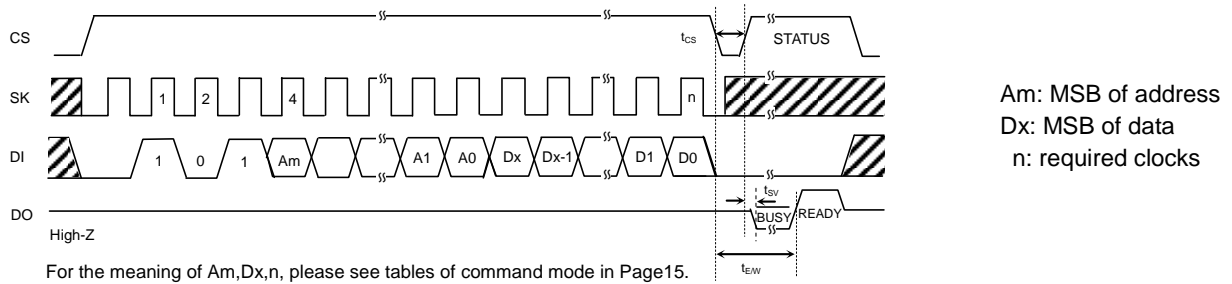 CS
tCS
STATUS
SK
1 2 4 n
DI
1 0 1 Am A1 A0 Dx Dx-1 D1 D0
tSV
DO
BUSY READY
High-Z
tE/W
For the meaning of Am,Dx,n, please see tables of command mode in Page15.
Am: MSB of address
Dx: MSB of data
n: required clocks